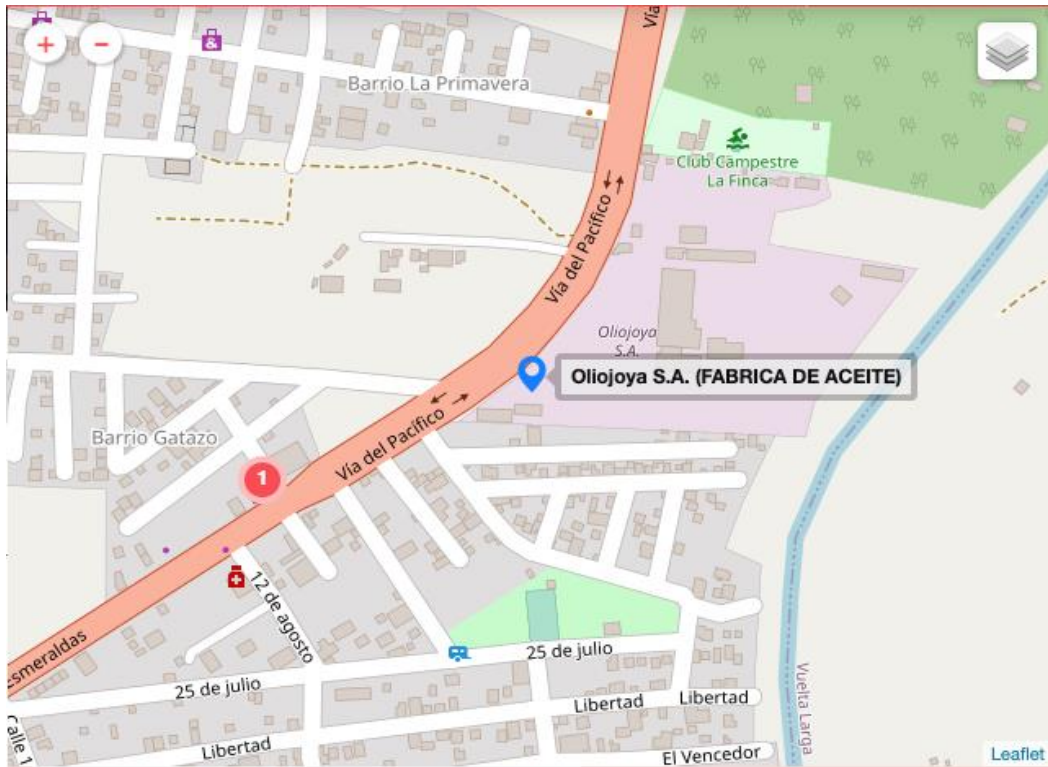 +
−
Vía
Barrio La Primavera
Club Campestre
La Finca
Vía del Pacífico
Oliojoya
S.A.
Oliojoya S.A. (FABRICA DE ACEITE)
Vía del Pacífico
Barrio Gatazo
1
12 de agosto
Esmeraldas
25 de julio
25 de julio
Libertad
Libertad
Libertad
Calle 1
El Vencedor
Vuelta Larga
Leaflet